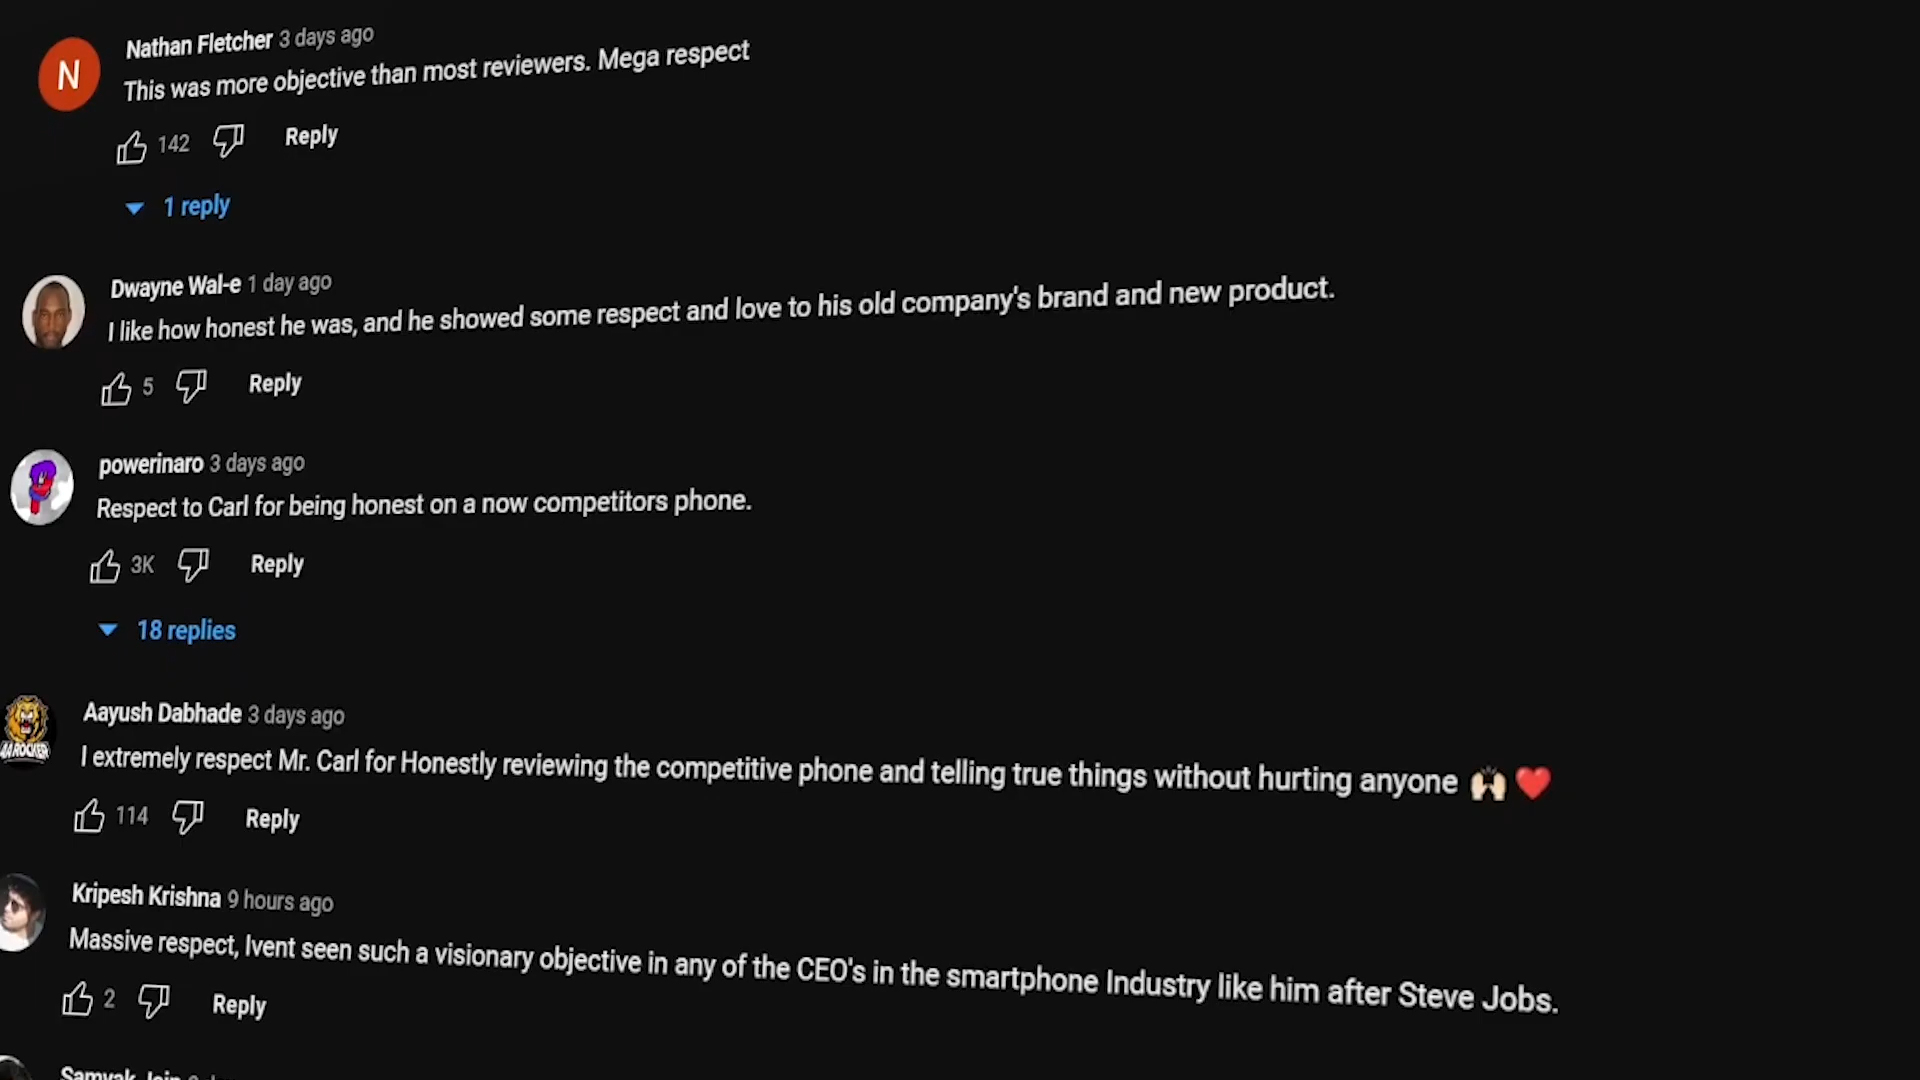 Nathan Fletcher 3 days ago
N
This was more objective than most reviewers. Mega respect
142 Reply
1 reply
Dwayne Wal-e 1 day ago
I like how honest he was, and he showed some respect and love to his old company's brand and new product.
5 Reply
powerinaro 3 days ago
Respect to Carl for being honest on a now competitors phone.
3K Reply
18 replies
Aayush Dabhade 3 days ago
AA ROCKER
I extremely respect Mr. Carl for Honestly reviewing the competitive phone and telling true things without hurting anyone 🙌🏻 ❤️
114 Reply
Kripesh Krishna 9 hours ago
Massive respect, Ivent seen such a visionary objective in any of the CEO's in the smartphone Industry like him after Steve Jobs.
2 Reply
Samyak Jain